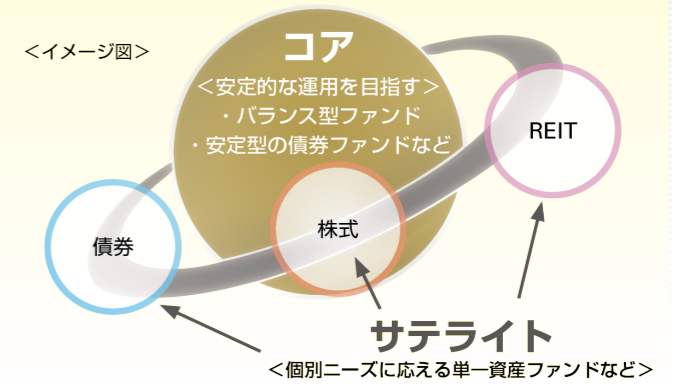 ＜イメージ図＞
コア
＜安定的な運用を目指す＞
・バランス型ファンド
・安定型の債券ファンドなど
REIT
株式
債券
サテライト
＜個別ニーズに応える単一資産ファンドなど＞